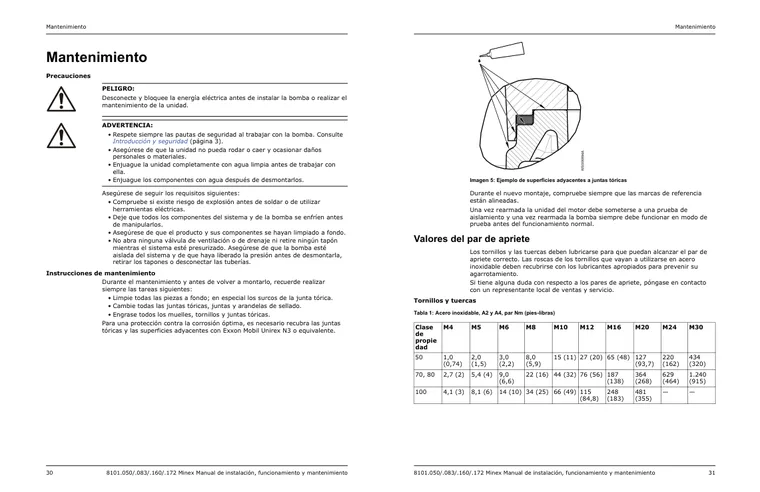 Mantenimiento
Mantenimiento
Precauciones
PELIGRO:
Desconecte y bloquee la energía eléctrica antes de instalar la bomba o realizar el
mantenimiento de la unidad.
ADVERTENCIA:
• Respete siempre las pautas de seguridad al trabajar con la bomba. Consulte
Introducción y seguridad (página 3).
• Asegúrese de que la unidad no pueda rodar o caer y ocasionar daños
personales o materiales.
• Enjuague la unidad completamente con agua limpia antes de trabajar con
ella.
• Enjuague los componentes con agua después de desmontarlos.
Asegúrese de seguir los requisitos siguientes:
• Compruebe si existe riesgo de explosión antes de soldar o de utilizar
herramientas eléctricas.
• Deje que todos los componentes del sistema y de la bomba se enfríen antes
de manipularlos.
• Asegúrese de que el producto y sus componentes se hayan limpiado a fondo.
• No abra ninguna válvula de ventilación o de drenaje ni retire ningún tapón
mientras el sistema esté presurizado. Asegúrese de que la bomba esté
aislada del sistema y de que haya liberado la presión antes de desmontarla,
retirar los tapones o desconectar las tuberías.
Instrucciones de mantenimiento
Durante el mantenimiento y antes de volver a montarlo, recuerde realizar
siempre las tareas siguientes:
• Limpie todas las piezas a fondo; en especial los surcos de la junta tórica.
• Cambie todas las juntas tóricas, juntas y arandelas de sellado.
• Engrase todos los muelles, tornillos y juntas tóricas.
Para una protección contra la corrosión óptima, es necesario recubra las juntas
tóricas y las superficies adyacentes con Exxon Mobil Unirex N3 o equivalente.
30
8101.050/.083/.160/.172 Minex Manual de instalación, funcionamiento y mantenimiento
Mantenimiento
Imagen 5: Ejemplo de superficies adyacentes a juntas tóricas
Durante el nuevo montaje, compruebe siempre que las marcas de referencia
están alineadas.
Una vez rearmada la unidad del motor debe someterse a una prueba de
aislamiento y una vez rearmada la bomba siempre debe funcionar en modo de
prueba antes del funcionamiento normal.
Valores del par de apriete
Los tornillos y las tuercas deben lubricarse para que puedan alcanzar el par de
apriete correcto. Las roscas de los tornillos que vayan a utilizarse en acero
inoxidable deben recubrirse con los lubricantes apropiados para prevenir su
agarrotamiento.
Si tiene alguna duda con respecto a los pares de apriete, póngase en contacto
con un representante local de ventas y servicio.
Tornillos y tuercas
Tabla 1: Acero inoxidable, A2 y A4, par Nm (pies-libras)
Clase de propie dad M4 M5 M6 M8 M10 M12 M16 M20 M24 M30
50 1,0 (0,74) 2,0 (1,5) 3,0 (2,2) 8,0 (5,9) 15 (11) 27 (20) 65 (48) 127 (93,7) 220 (162) 434 (320)
70, 80 2,7 (2) 5,4 (4) 9,0 (6,6) 22 (16) 44 (32) 76 (56) 187 (138) 364 (268) 629 (464) 1.240 (915)
100 4,1 (3) 8,1 (6) 14 (10) 34 (25) 66 (49) 115 (84,8) 248 (183) 481 (355) — —
8101.050/.083/.160/.172 Minex Manual de instalación, funcionamiento y mantenimiento
31